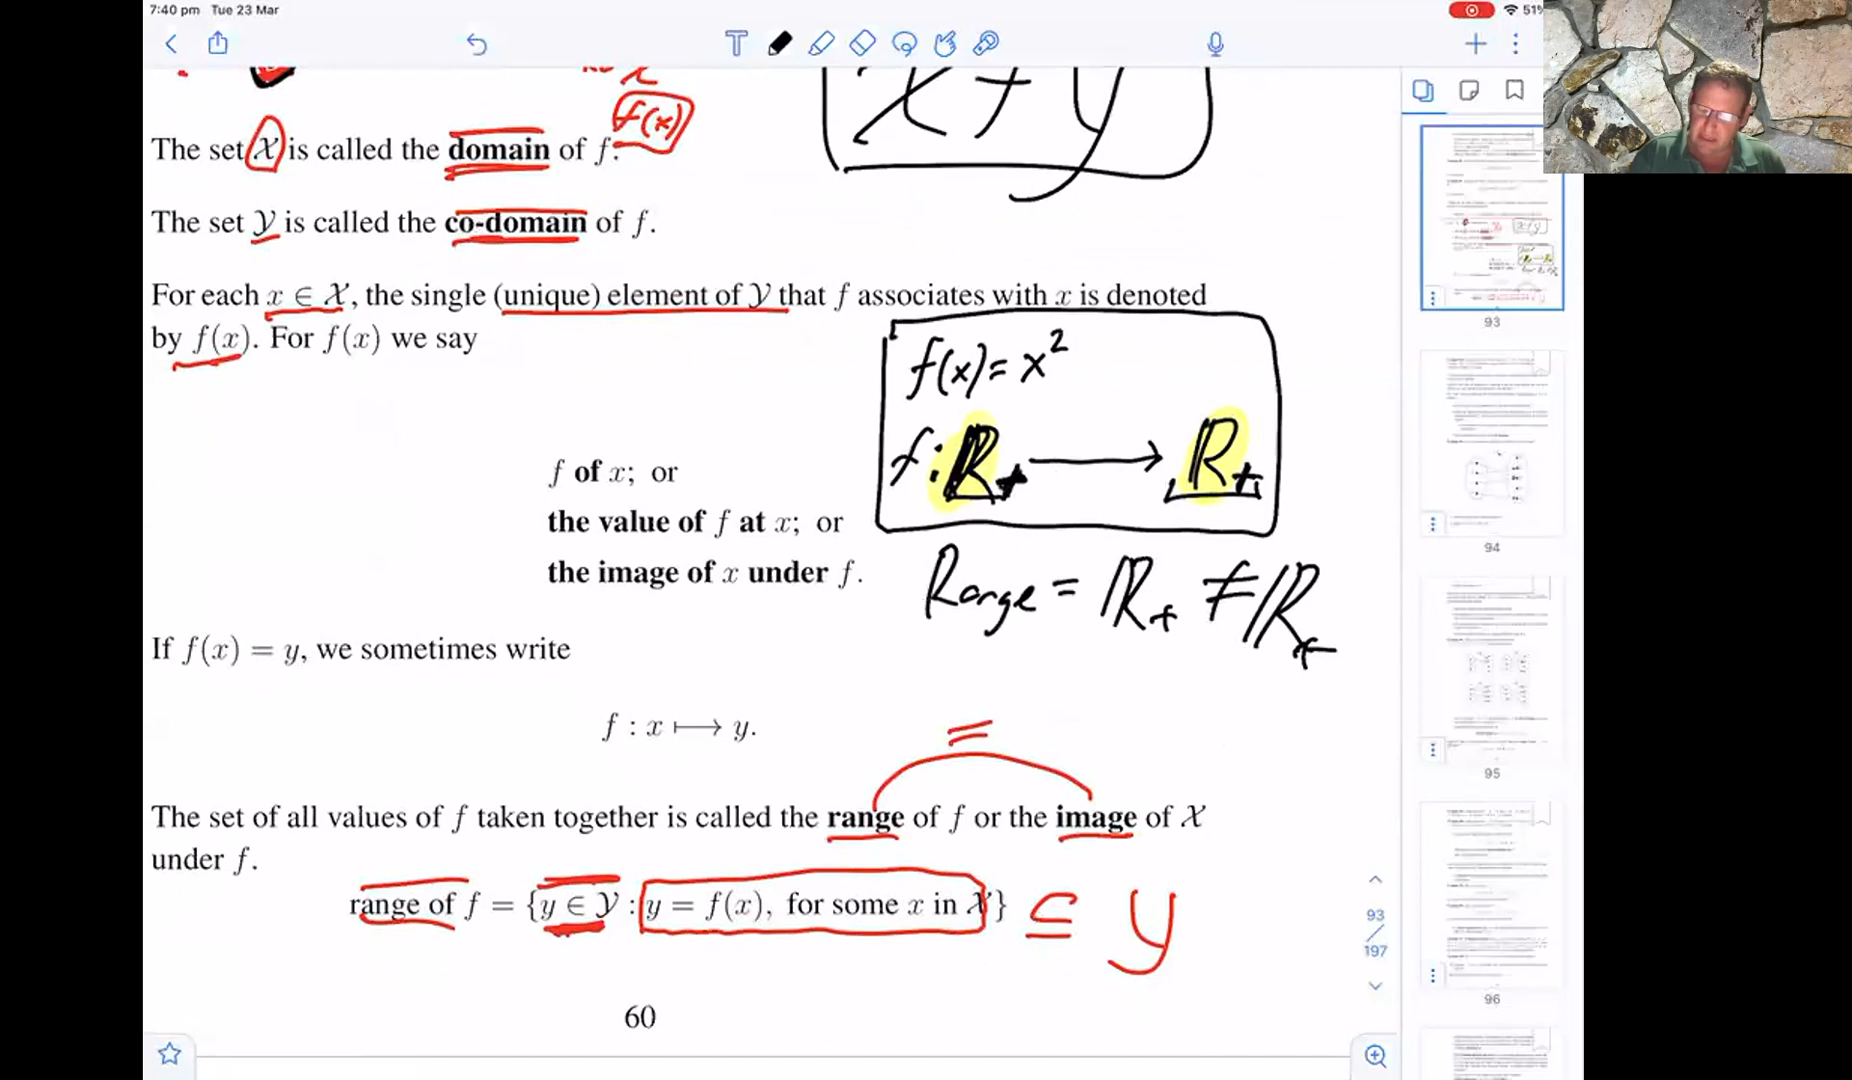 7:40 pm Tue 23 Mar
51%
x + y
f(x)
The set 𝒳 is called the domain of f.
The set 𝒴 is called the co-domain of f.
For each x ∈ 𝒳, the single (unique) element of 𝒴 that f associates with x is denoted
by f(x). For f(x) we say
f(x) = x²
f : ℝ₊ ⟶ ℝ₊
f of x; or
the value of f at x; or
the image of x under f.
Range = ℝ₊ ≠ ℝ₊
If f(x) = y, we sometimes write
f : x ⟼ y.
=
The set of all values of f taken together is called the range of f or the image of 𝒳
under f.
range of f = {y ∈ 𝒴 : y = f(x), for some x in 𝒳} ⊆ y
60
93
94
95
96
93
/
197